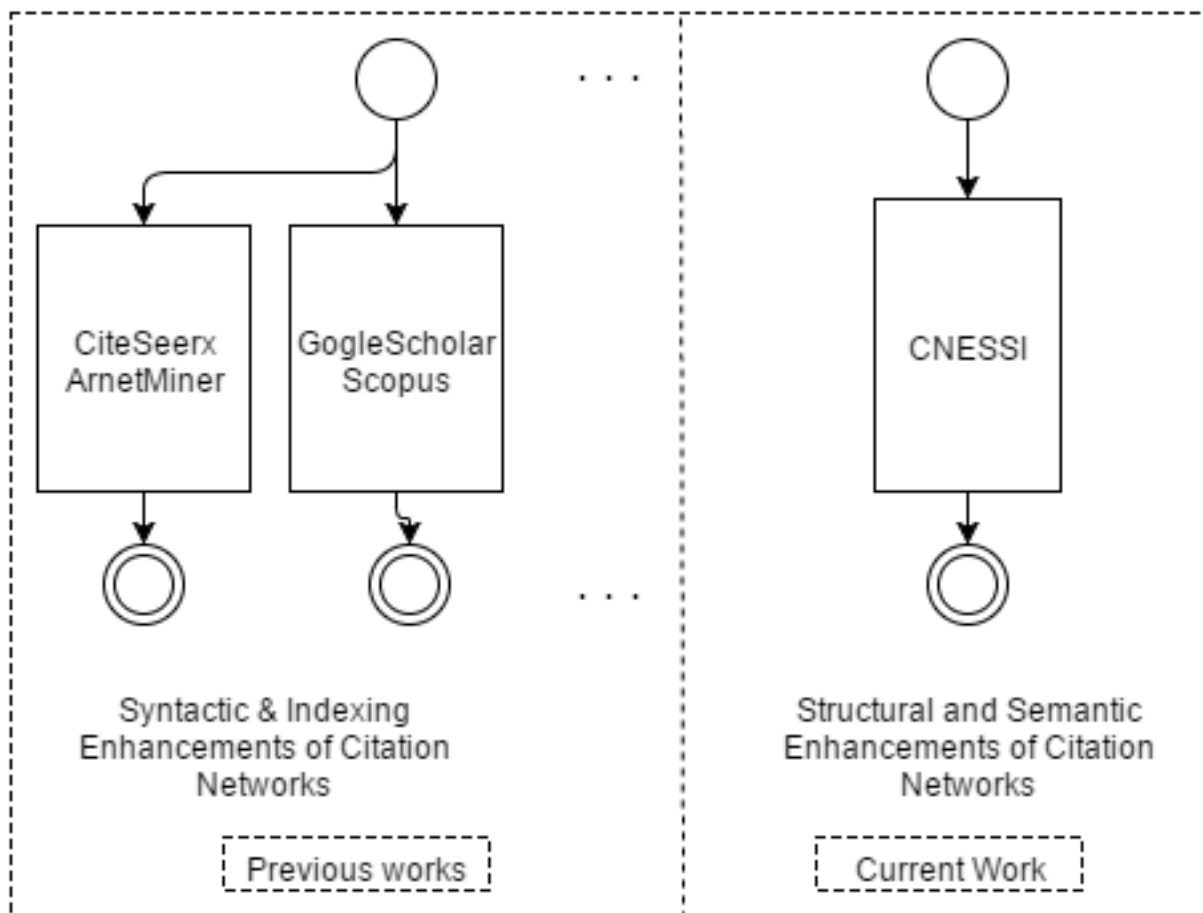 . . .
CiteSeerx
ArnetMiner
GogleScholar
Scopus
CNESSI
. . .
Syntactic & Indexing
Enhancements of Citation
Networks
Structural and Semantic
Enhancements of Citation
Networks
Previous works
Current Work